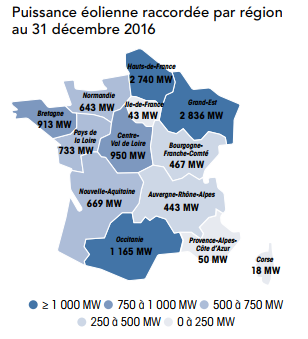 Puissance éolienne raccordée par région
au 31 décembre 2016
Hauts-de-France
2 740 MW
Normandie
643 MW
Ile-de-France
43 MW
Grand-Est
2 836 MW
Bretagne
913 MW
Pays de
la Loire
733 MW
Centre-
Val de Loire
950 MW
Bourgogne-
Franche-Comté
467 MW
Nouvelle-Aquitaine
669 MW
Auvergne-Rhône-Alpes
443 MW
Occitanie
1 165 MW
Provence-Alpes-
Côte d'Azur
50 MW
Corse
18 MW
≥ 1 000 MW
750 à 1 000 MW
500 à 750 MW
250 à 500 MW
0 à 250 MW